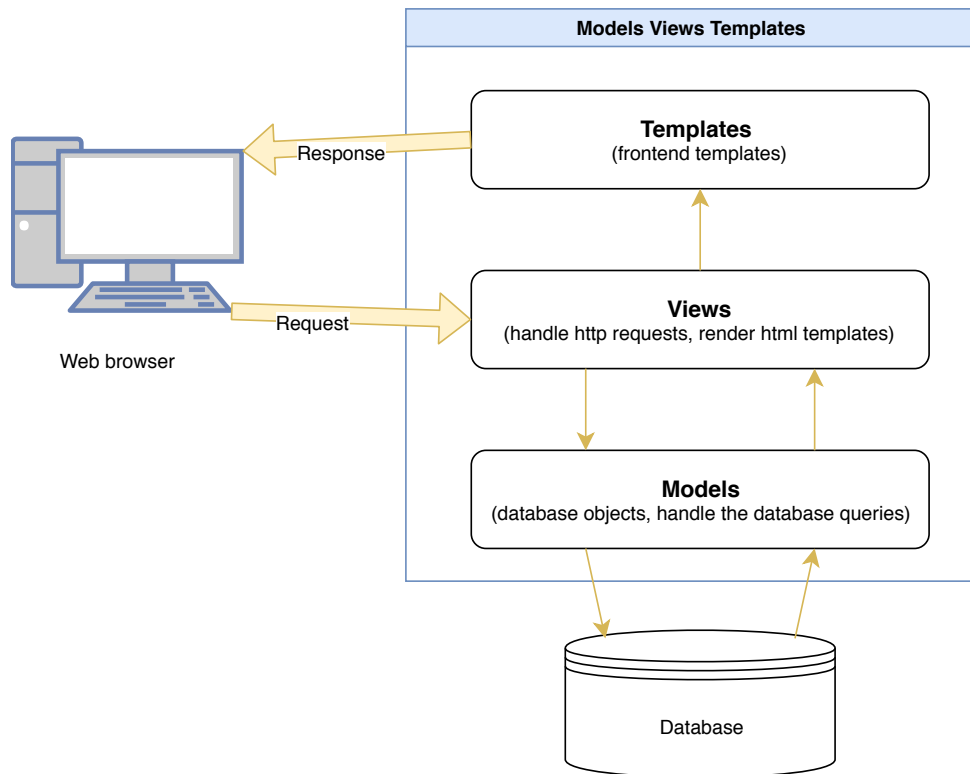 Models Views Templates
Templates
(frontend templates)
Response
Views
(handle http requests, render html templates)
Request
Web browser
Models
(database objects, handle the database queries)
Database